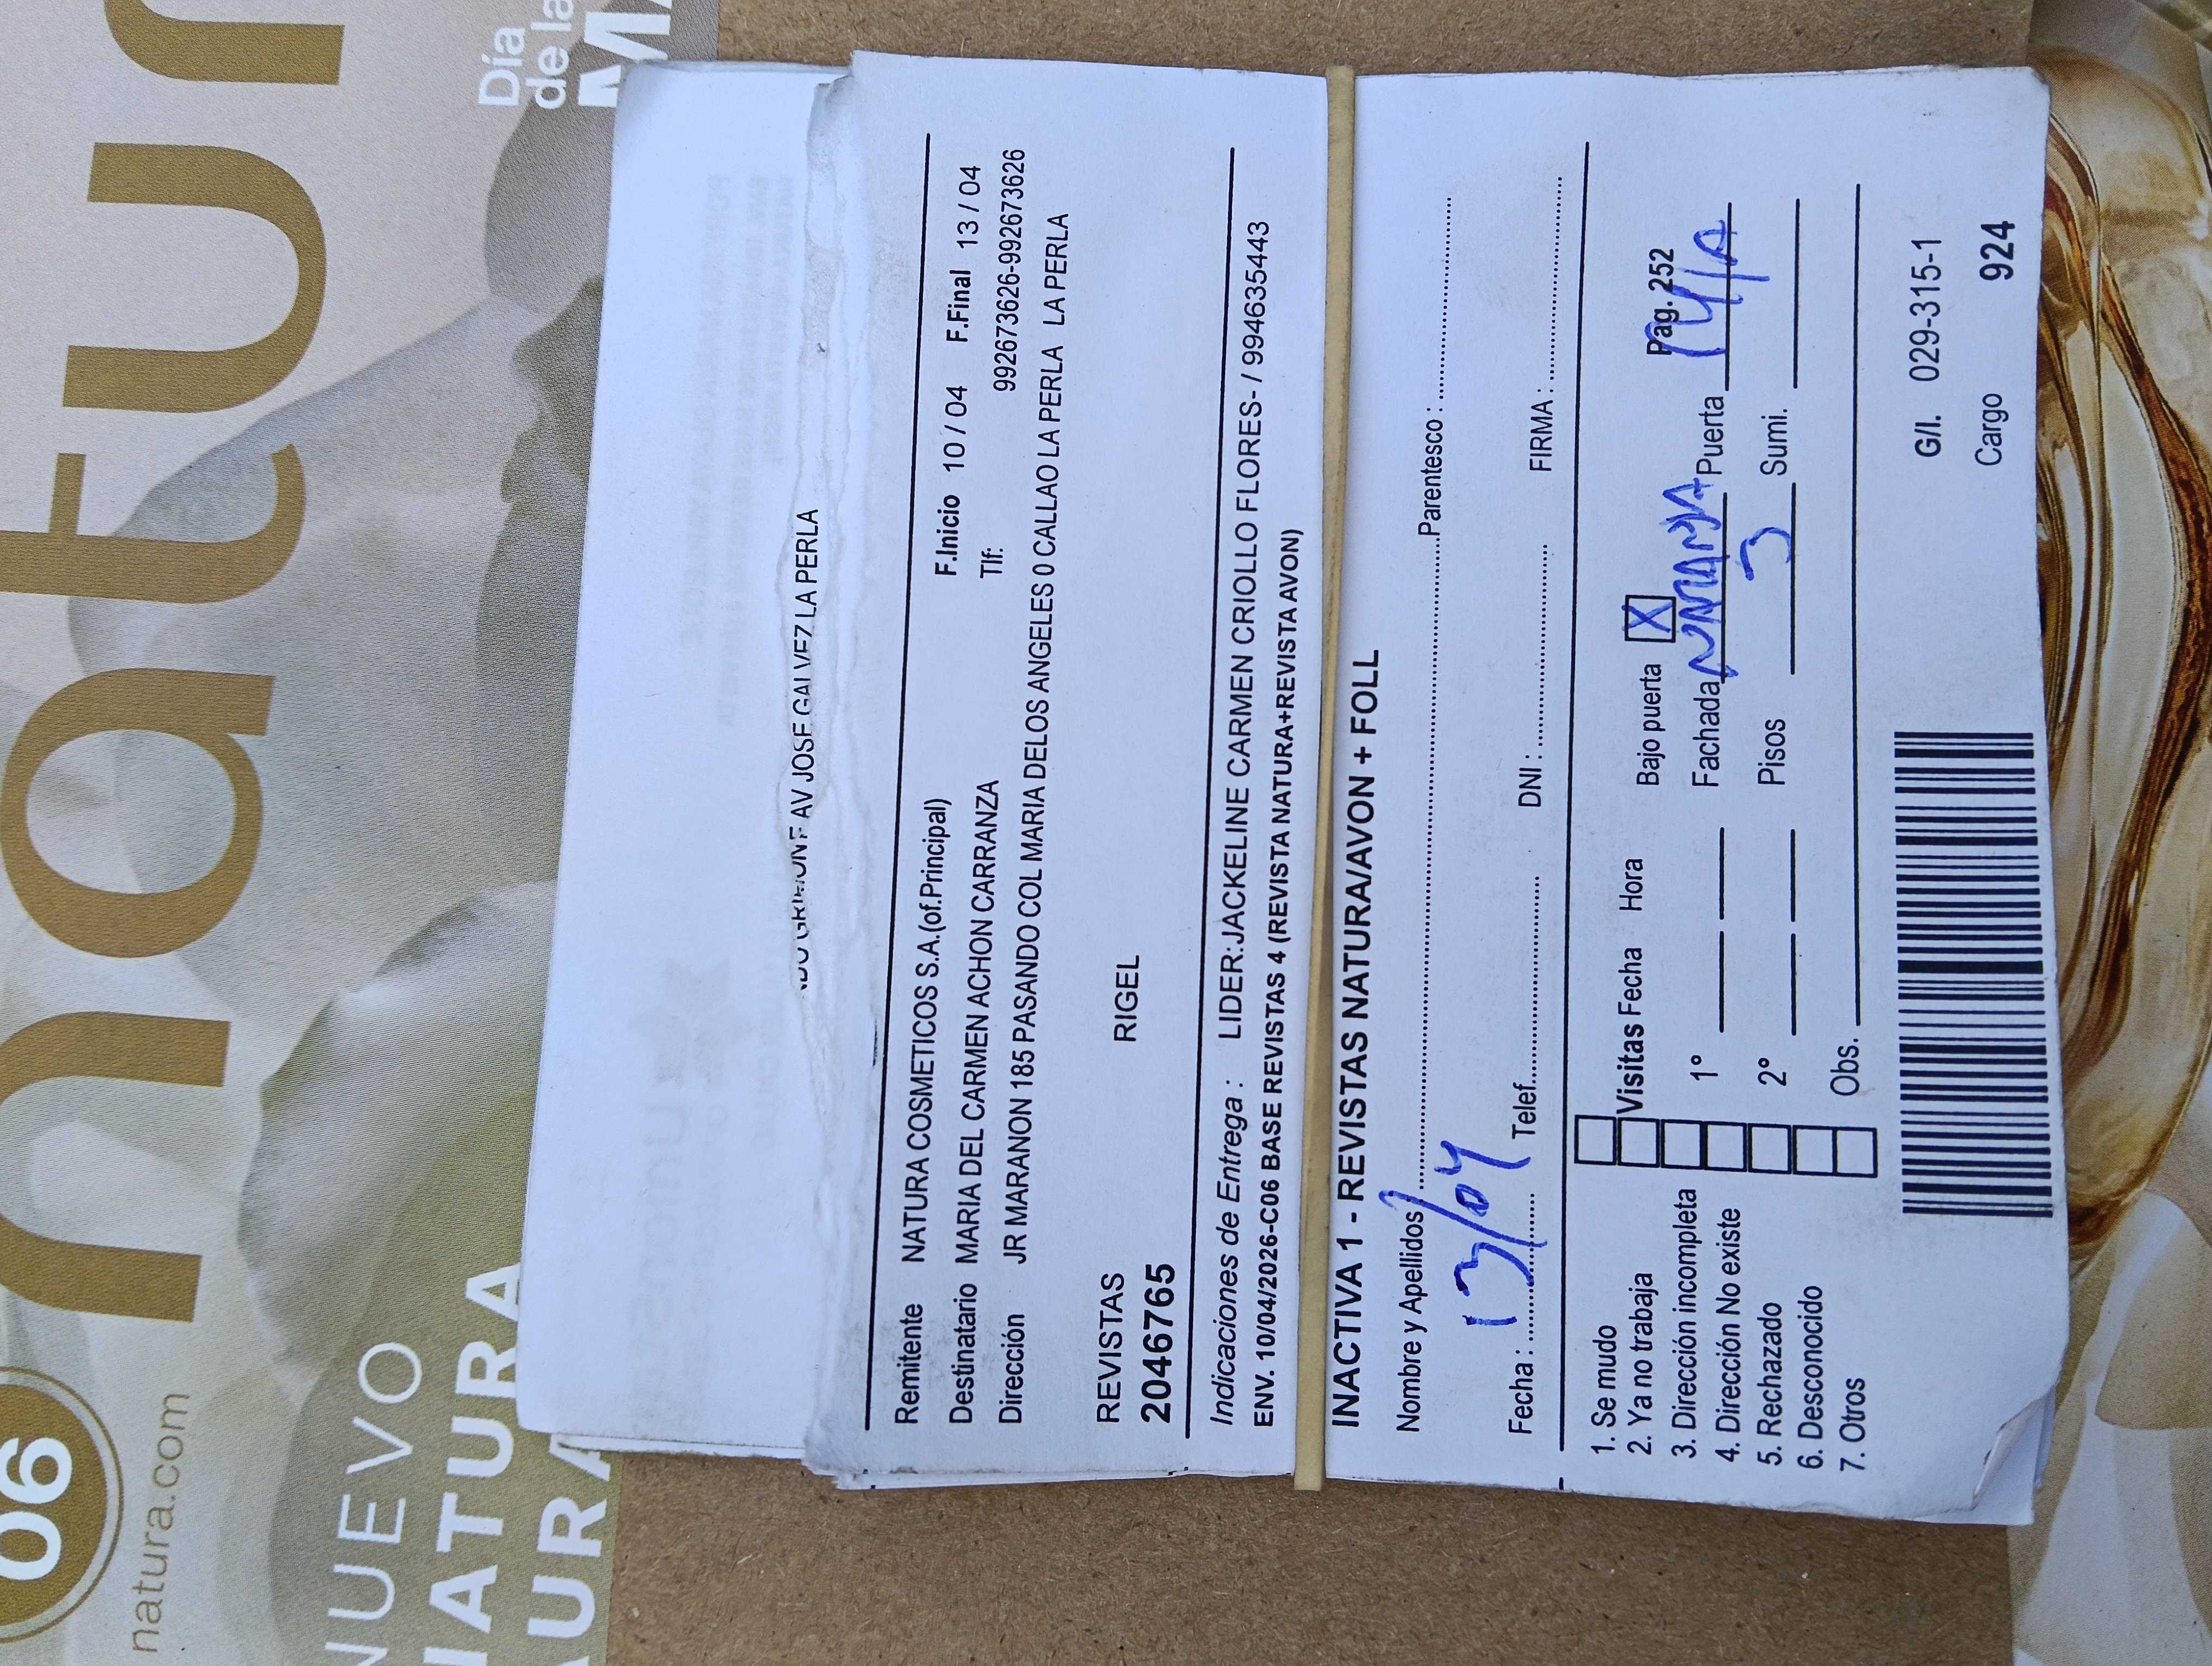 06
natura
natura.com
Día
de la
NUEVO
NATURA
AURA
AV JOSE GALVEZ LA PERLA
Remitente NATURA COSMETICOS S.A.(of.Principal)
F.Inicio 10 / 04 F.Final 13 / 04
Destinatario MARIA DEL CARMEN ACHON CARRANZA
Tlf: 992673626-992673626
Dirección JR MARANON 185 PASANDO COL MARIA DELOS ANGELES 0 CALLAO LA PERLA LA PERLA
REVISTAS
RIGEL
2046765
Indicaciones de Entrega : LIDER:JACKELINE CARMEN CRIOLLO FLORES- / 994635443
ENV. 10/04/2026-C06 BASE REVISTAS 4 (REVISTA NATURA+REVISTA AVON)
INACTIVA 1 - REVISTAS NATURA/AVON + FOLL
Nombre y Apellidos Parentesco :
Fecha : 13/04 Telef. DNI : FIRMA :
1. Se mudo
2. Ya no trabaja
3. Dirección incompleta
4. Dirección No existe
5. Rechazado
6. Desconocido
7. Otros
Visitas Fecha Hora
1°
2°
Obs.
Bajo puerta X Pag. 252
Fachada Puerta
Pisos 3 Sumi.
G/I. 029-315-1
Cargo 924